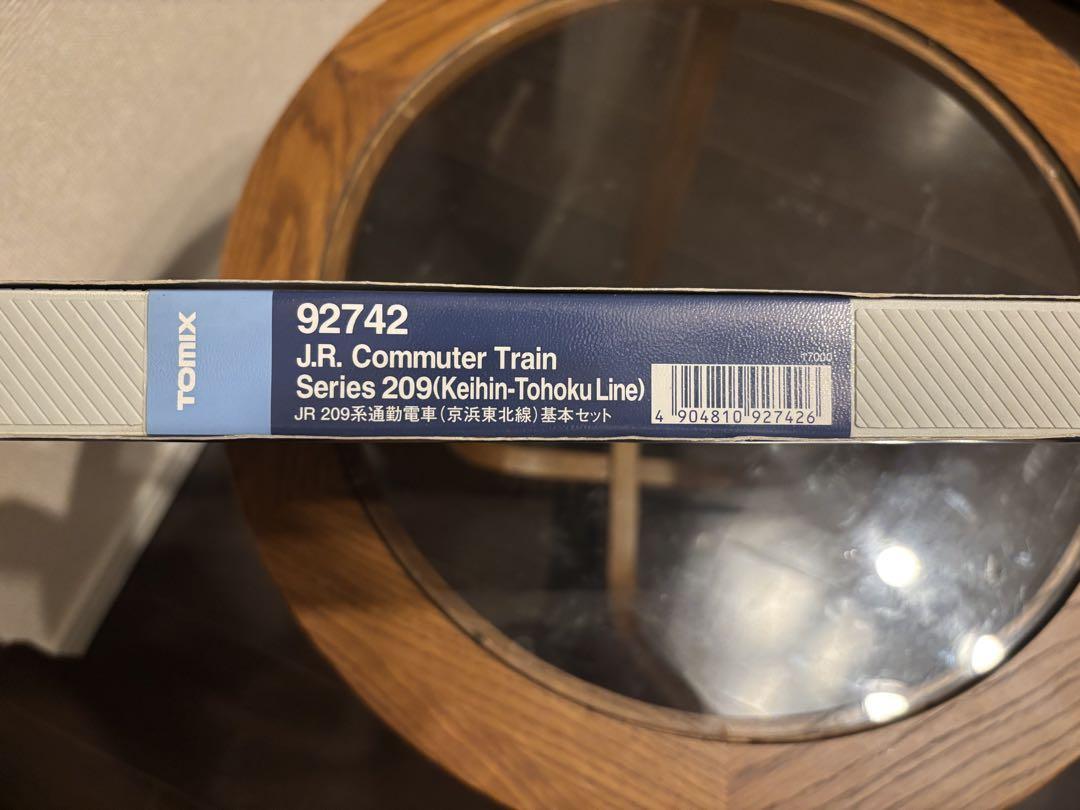 TOMIX
92742
J.R. Commuter Train
Series 209(Keihin-Tohoku Line)
JR 209系通勤電車(京浜東北線)基本セット
T7000
4 904810 927426